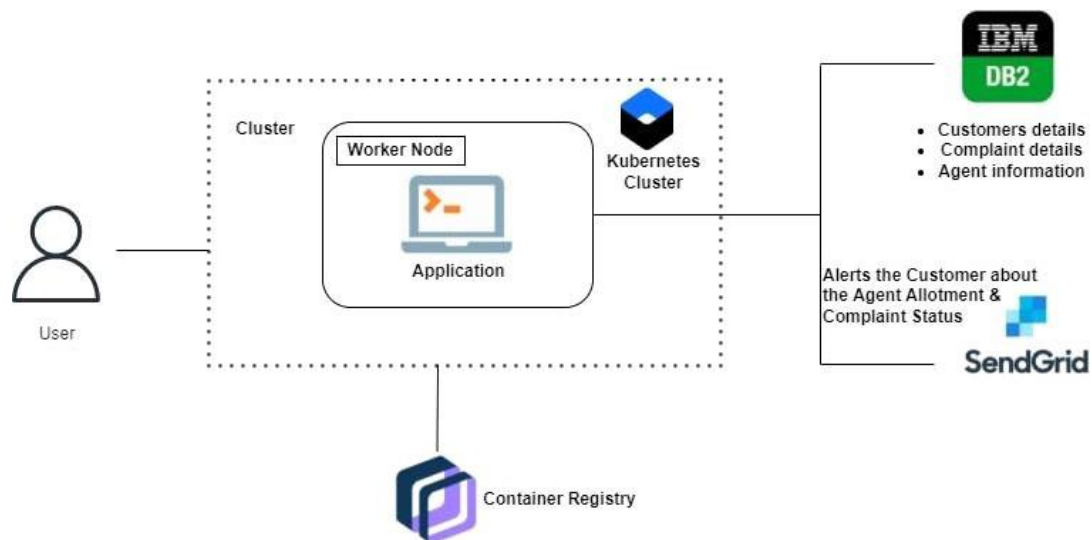 IBM
DB2
Cluster
Worker Node
Kubernetes
Cluster
• Customers details
• Complaint details
• Agent information
Application
User
Alerts the Customer about
the Agent Allotment &
Complaint Status
SendGrid
Container Registry